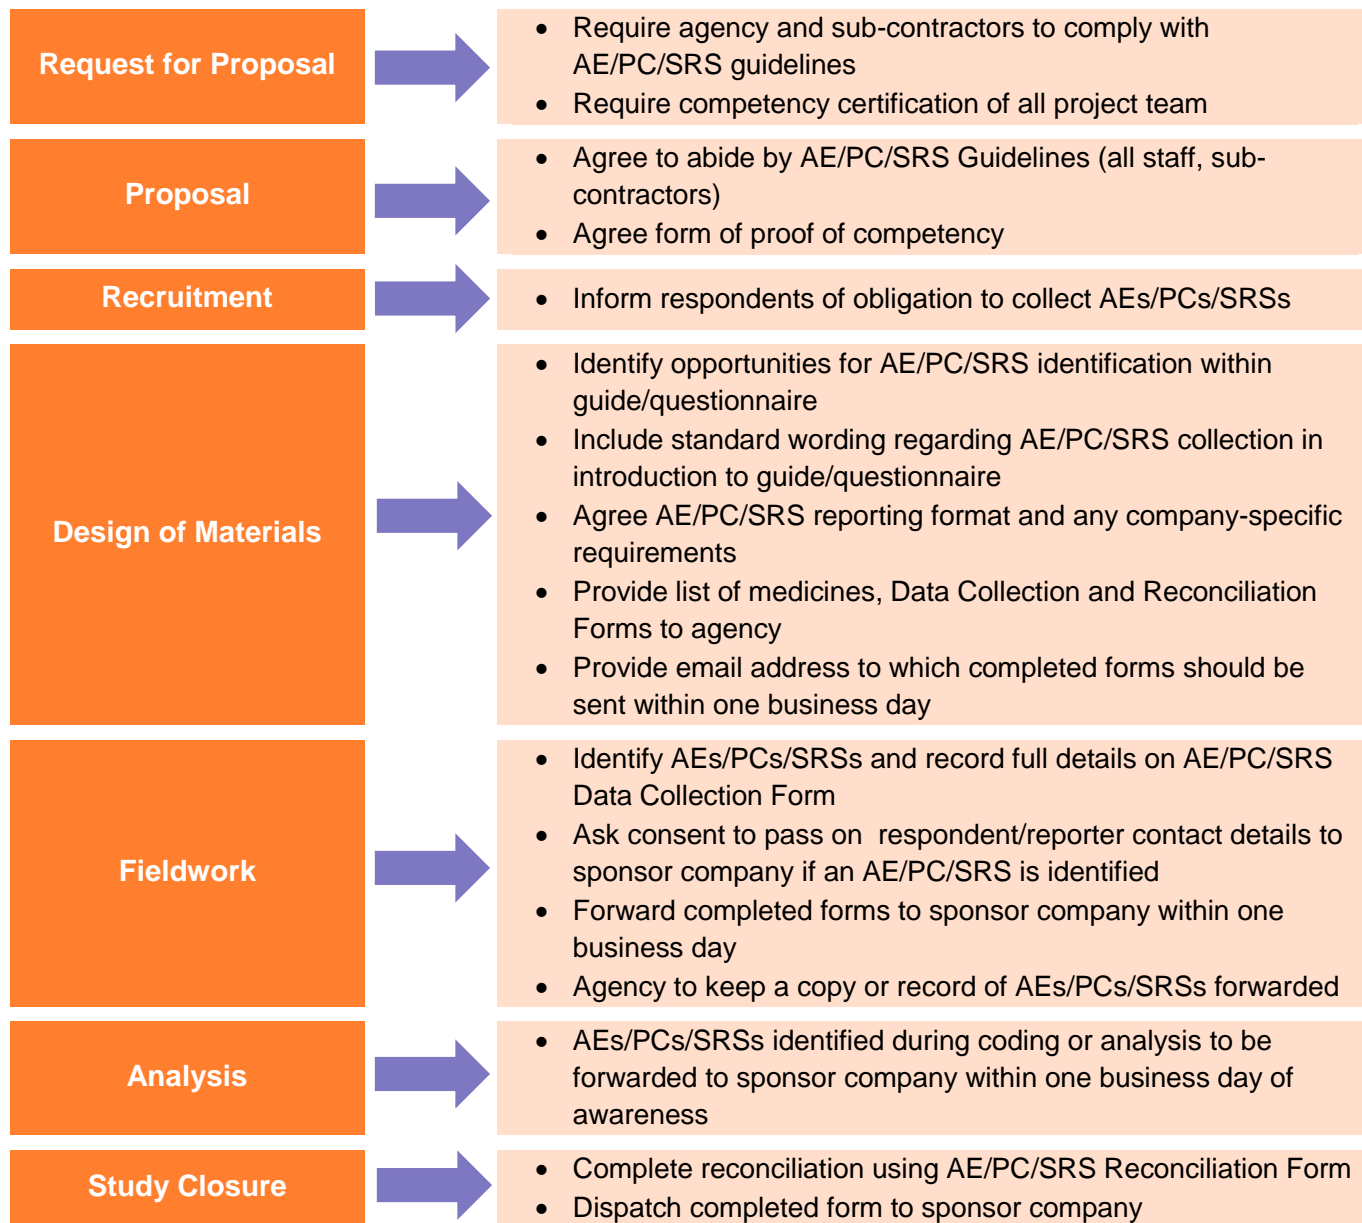 Request for Proposal
• Require agency and sub-contractors to comply with
AE/PC/SRS guidelines
• Require competency certification of all project team
Proposal
• Agree to abide by AE/PC/SRS Guidelines (all staff, sub-
contractors)
• Agree form of proof of competency
Recruitment
• Inform respondents of obligation to collect AEs/PCs/SRSs
Design of Materials
• Identify opportunities for AE/PC/SRS identification within
guide/questionnaire
• Include standard wording regarding AE/PC/SRS collection in
introduction to guide/questionnaire
• Agree AE/PC/SRS reporting format and any company-specific
requirements
• Provide list of medicines, Data Collection and Reconciliation
Forms to agency
• Provide email address to which completed forms should be
sent within one business day
Fieldwork
• Identify AEs/PCs/SRSs and record full details on AE/PC/SRS
Data Collection Form
• Ask consent to pass on  respondent/reporter contact details to
sponsor company if an AE/PC/SRS is identified
• Forward completed forms to sponsor company within one
business day
• Agency to keep a copy or record of AEs/PCs/SRSs forwarded
Analysis
• AEs/PCs/SRSs identified during coding or analysis to be
forwarded to sponsor company within one business day of
awareness
Study Closure
• Complete reconciliation using AE/PC/SRS Reconciliation Form
• Dispatch completed form to sponsor company